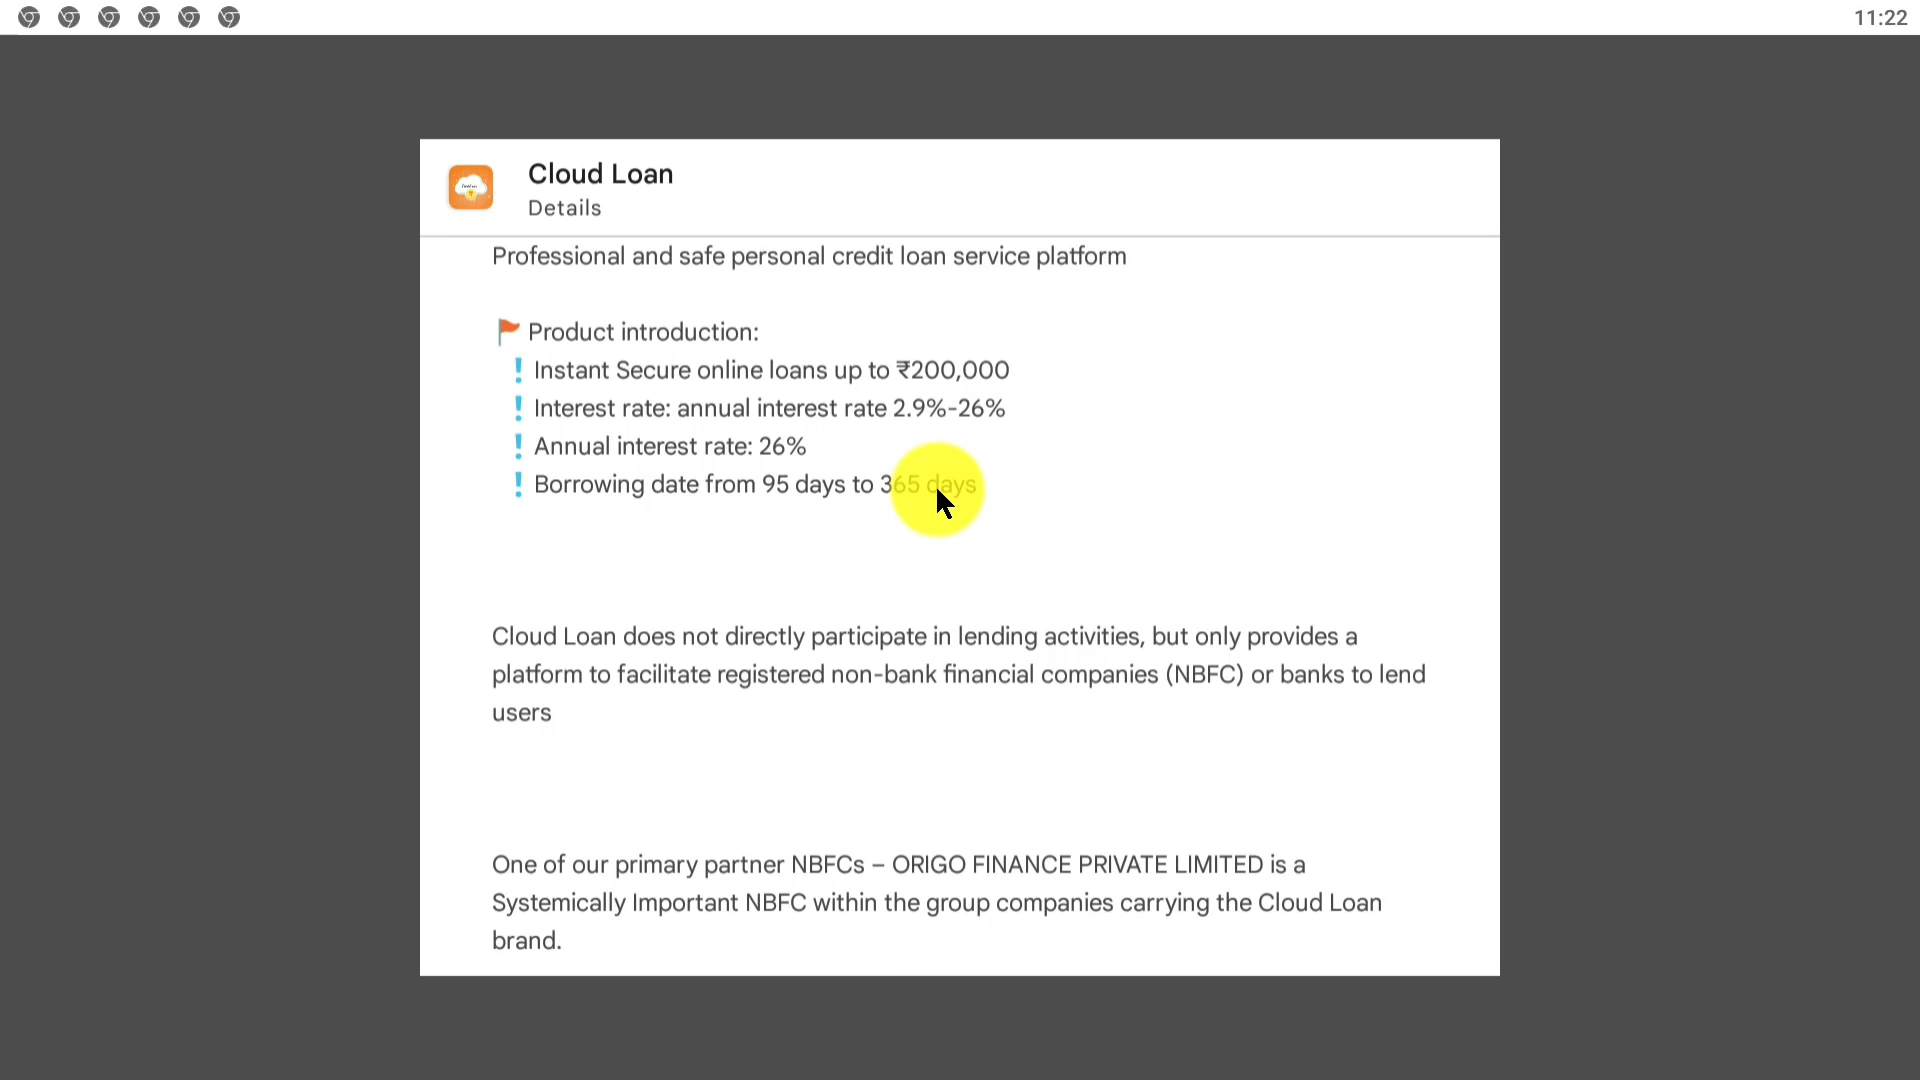 11:22
Cloud Loan
Details
Professional and safe personal credit loan service platform
Product introduction:
Instant Secure online loans up to ₹200,000
Interest rate: annual interest rate 2.9%-26%
Annual interest rate: 26%
Borrowing date from 95 days to 365 days
Cloud Loan does not directly participate in lending activities, but only provides a
platform to facilitate registered non-bank financial companies (NBFC) or banks to lend
users
One of our primary partner NBFCs – ORIGO FINANCE PRIVATE LIMITED is a
Systemically Important NBFC within the group companies carrying the Cloud Loan
brand.